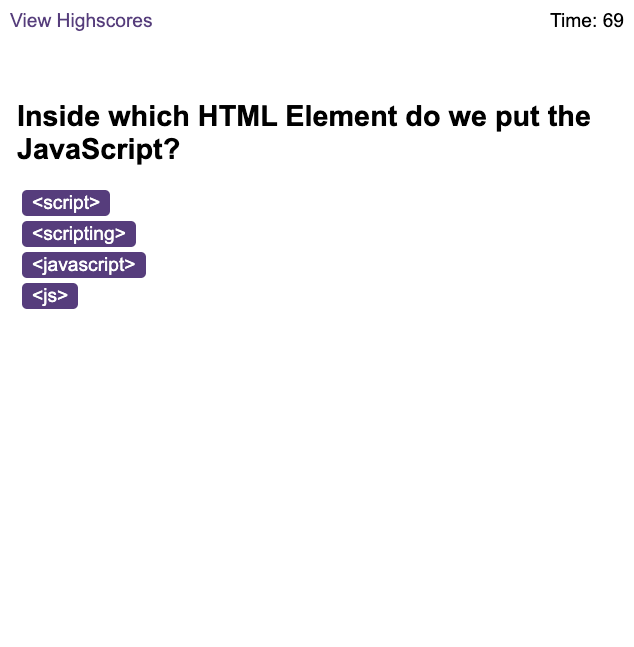 View Highscores
Time: 69
Inside which HTML Element do we put the
JavaScript?
<script>
<scripting>
<javascript>
<js>